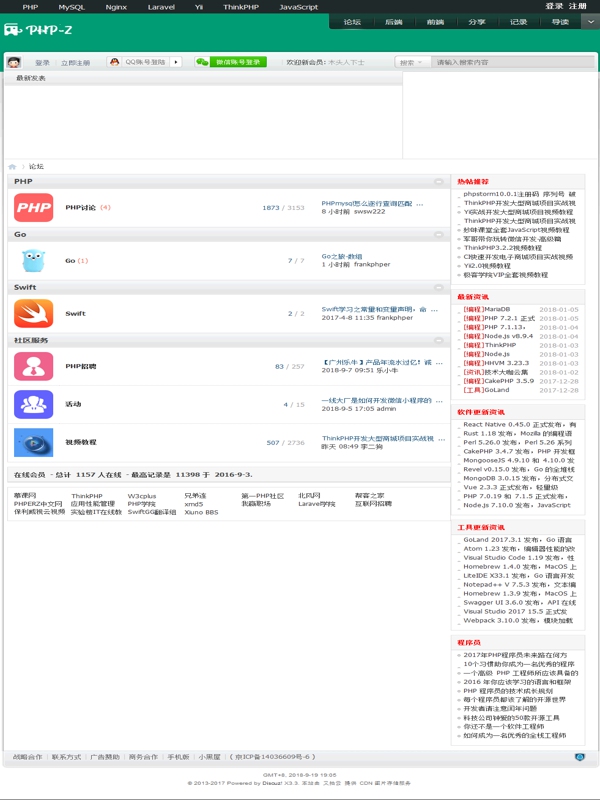 PHP MySQL Nginx Laravel Yii ThinkPHP JavaScript 登录 注册
PHP-Z
论坛 后端 前端 分享 记录 导读
登录 | 立即注册 QQ账号登陆 微信账号登录 | 欢迎新会员: 木头人下士 搜索 请输入搜索内容
最新发表
论坛
PHP
PHP讨论 (4) 1873 / 3153 PHPmysql怎么逐行查询匹配 ...
8 小时前 swsw222
Go
Go (1) 7 / 7 Go之旅-数组
1 小时前 frankphper
Swift
Swift 2 / 2 Swift学习之常量和变量声明，命 ...
2017-4-8 11:35 frankphper
社区服务
PHP招聘 83 / 257 【广州乐牛】产品年流水过亿！诚 ...
2018-9-7 09:51 乐小牛
活动 4 / 15 一线大厂是如何开发微信小程序的 ...
2018-9-5 17:05 admin
视频教程 507 / 2736 ThinkPHP开发大型商城项目实战视 ...
昨天 08:49 李二狗
在线会员 - 总计 1157 人在线 - 最高记录是 11398 于 2016-9-3.
慕课网 ThinkPHP W3cplus 兄弟连 第一PHP社区 北风网 帮客之家
PHPERZ中文网 应用性能管理 PHP学院 xmd5 我赢职场 Larave学院 互联网招聘
保利威视云视频 实验楼IT在线教 SwiftGG翻译组 Xiuno BBS
热帖推荐
phpstorm10.0.1注册码 序列号 破
ThinkPHP开发大型商城项目实战视
YI实战开发大型商城项目视频教程
ThinkPHP开发大型商城项目实战视
妙味课堂全套JavaScript视频教程
军哥带你玩转微信开发-高级篇
ThinkPHP3.2.2视频教程
CI快速开发电子商城项目实战视频
Yii2.0视频教程
极客学院VIP全套视频教程
最新资讯
[编程]MariaDB 2018-01-05
[编程]PHP 7.2.1 正式 2018-01-05
[编程]PHP 7.1.13， 2018-01-04
[编程]Node.js v8.9.4 2018-01-04
[编程]ThinkPHP 2018-01-03
[编程]Node.js 2018-01-03
[编程]HHVM 3.23.3 2018-01-03
[资讯]技术大咖云集 2018-01-02
[编程]CakePHP 3.5.9 2017-12-28
[工具]GoLand 2017-12-28
软件更新资讯
React Native 0.45.0 正式发布，有
Rust 1.18 发布，Mozilla 的编程语
Perl 5.26.0 发布，Perl 5.26 系列
CakePHP 3.4.7 发布，PHP 开发框
MongooseJS 4.9.10 和 4.10.0 发
Revel v0.15.0 发布，Go 的全堆栈
MongoDB 3.0.15 发布，分布式文
Vue 2.3.3 正式发布，轻量级
PHP 7.0.19 和 7.1.5 正式发布，
Node.js 7.10.0 发布，JavaScript
工具更新资讯
GoLand 2017.3.1 发布，Go 语言
Atom 1.23 发布，编辑器性能的改
Visual Studio Code 1.19 发布，性
Homebrew 1.4.0 发布，MacOS 上
LiteIDE X33.1 发布，Go 语言开发
Notepad++ V 7.5.3 发布，文本编
Homebrew 1.3.9 发布，MacOS 上
Swagger UI 3.6.0 发布，API 在线
Visual Studio 2017 15.5 正式发
Webpack 3.10.0 发布，模块加载
程序员
2017年PHP程序员未来路在何方
10个习惯助你成为一名优秀的程序
一个高级 PHP 工程师所应该具备的
2016 年你应该学习的语言和框架
PHP 程序员的技术成长规划
每个程序员都该了解的开源世界
开发者请注意闰年问题
科技公司钟爱的50款开源工具
你还不是一个软件工程师
如何成为一名优秀的全栈工程师
战略合作 | 联系方式 | 广告赞助 | 商务合作 | 手机版 | 小黑屋 | ( 京ICP备14036609号-6 )
GMT+8, 2018-9-19 19:05
© 2013-2017 Powered by Discuz! X3.3. 本站由 又拍云 提供 CDN 图片存储服务